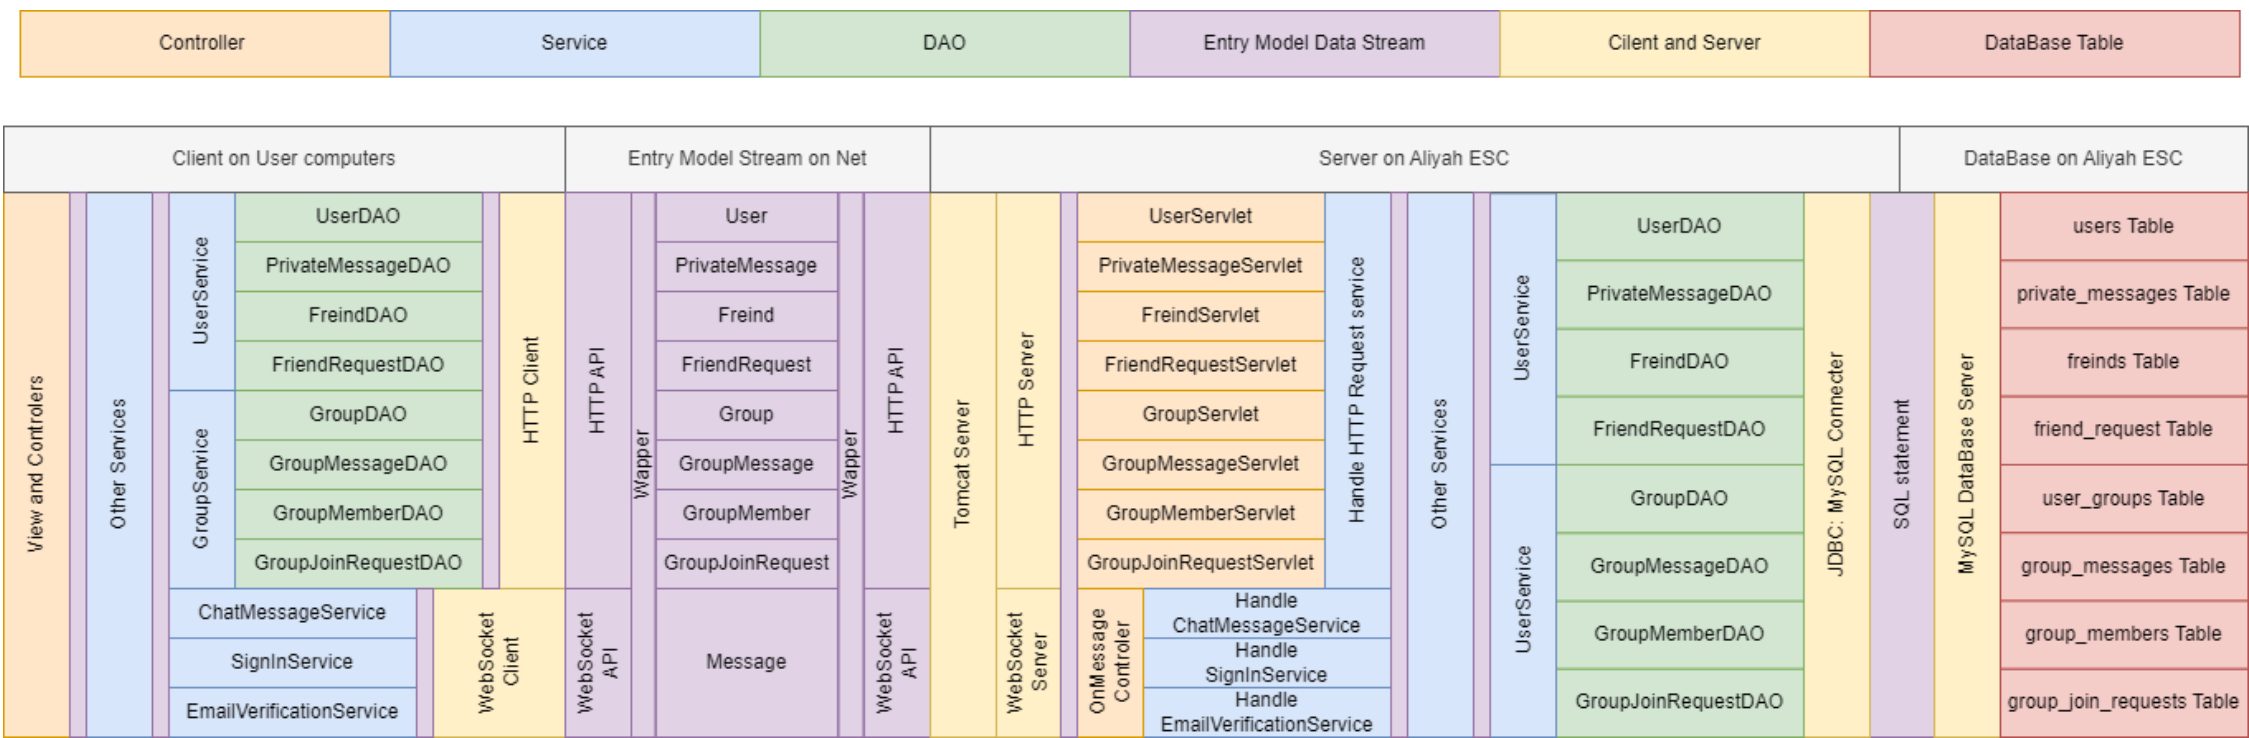 Controller
Service
DAO
Entry Model Data Stream
Cilent and Server
DataBase Table
Client on User computers
Entry Model Stream on Net
Server on Aliyah ESC
DataBase on Aliyah ESC
View and Controlers
Other Services
UserService
GroupService
UserDAO
PrivateMessageDAO
FreindDAO
FriendRequestDAO
GroupDAO
GroupMessageDAO
GroupMemberDAO
GroupJoinRequestDAO
HTTP Client
ChatMessageService
SignInService
EmailVerificationService
WebSocket
Client
HTTP API
WebSocket
API
Wapper
User
PrivateMessage
Freind
FriendRequest
Group
GroupMessage
GroupMember
GroupJoinRequest
Message
Wapper
HTTP API
WebSocket
API
Tomcat Server
HTTP Server
WebSocket
Server
UserServlet
PrivateMessageServlet
FreindServlet
FriendRequestServlet
GroupServlet
GroupMessageServlet
GroupMemberServlet
GroupJoinRequestServlet
Handle HTTP Request service
OnMessage
Controler
Handle
ChatMessageService
Handle
SignInService
Handle
EmailVerificationService
Other Services
UserService
UserService
UserDAO
PrivateMessageDAO
FreindDAO
FriendRequestDAO
GroupDAO
GroupMessageDAO
GroupMemberDAO
GroupJoinRequestDAO
JDBC: MySQL Connecter
SQL statement
MySQL DataBase Server
users Table
private_messages Table
freinds Table
friend_request Table
user_groups Table
group_messages Table
group_members Table
group_join_requests Table